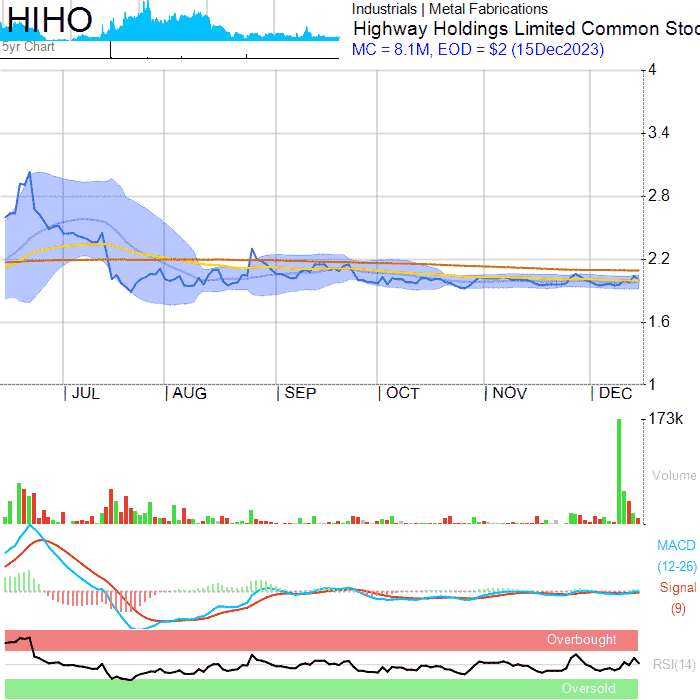 HIHO
5yr Chart
Industrials | Metal Fabrications
Highway Holdings Limited Common Stoc
MC = 8.1M, EOD = $2 (15Dec2023)
4
3.4
2.8
2.2
1.6
1
JUL
AUG
SEP
OCT
NOV
DEC
173k
Volume
MACD
(12-26)
Signal
(9)
Overbought
RSI(14)
Oversold